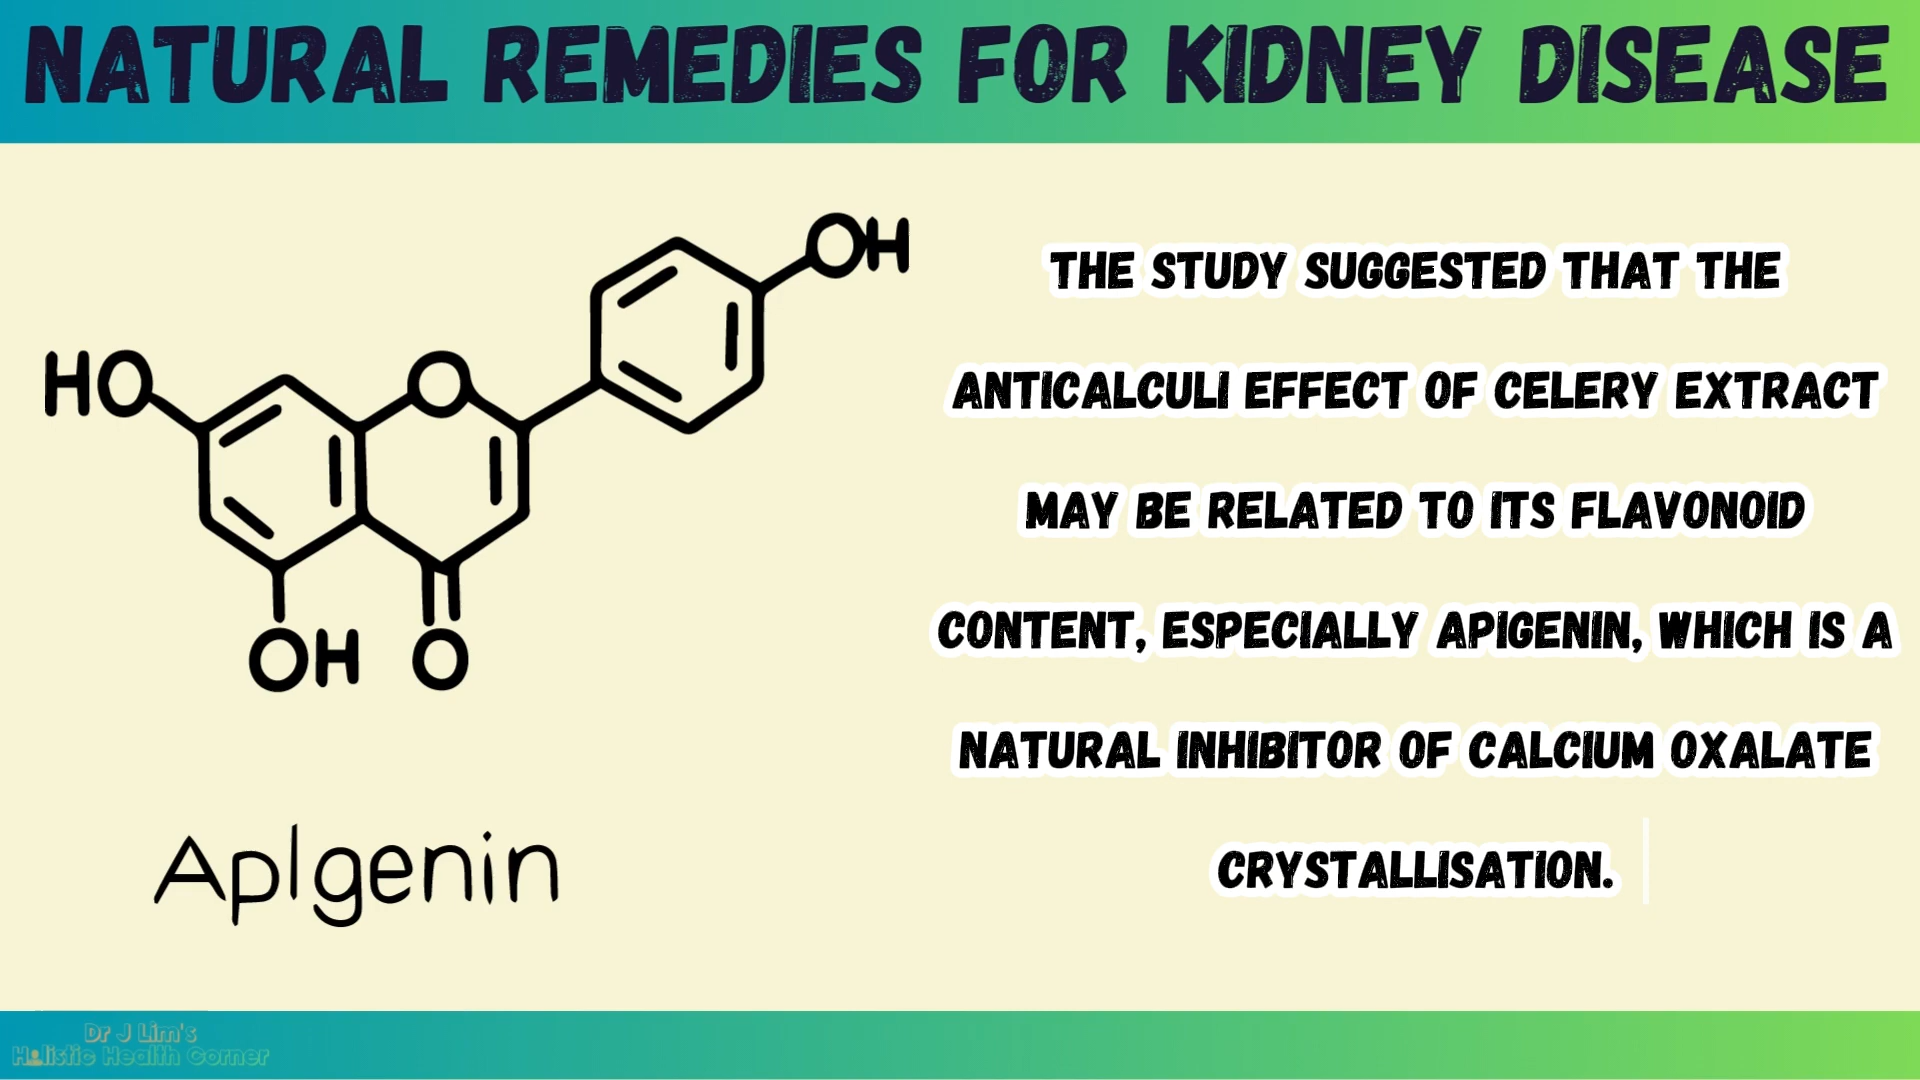 NATURAL REMEDIES FOR KIDNEY DISEASE
OH
HO
O
OH
O
ApIgenin
THE STUDY SUGGESTED THAT THE
ANTICALCULI EFFECT OF CELERY EXTRACT
MAY BE RELATED TO ITS FLAVONOID
CONTENT, ESPECIALLY APIGENIN, WHICH IS A
NATURAL INHIBITOR OF CALCIUM OXALATE
CRYSTALLISATION.
Dr J Lim's
Holistic Health Corner